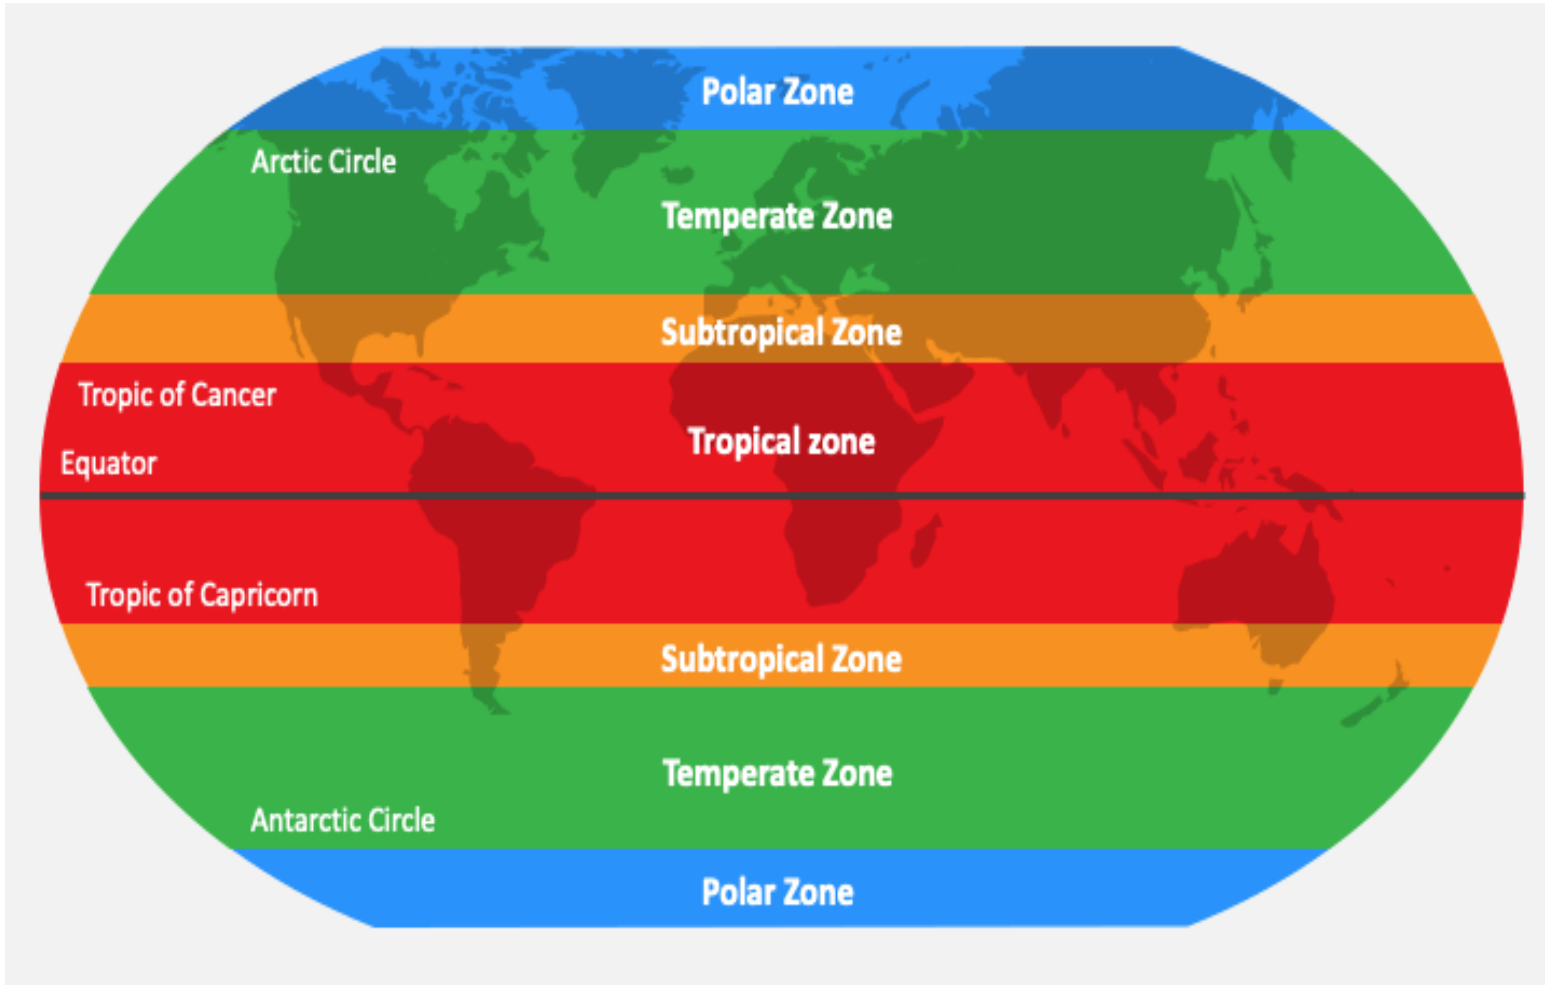 Polar Zone
Arctic Circle
Temperate Zone
Subtropical Zone
Tropic of Cancer
Tropical zone
Equator
Tropic of Capricorn
Subtropical Zone
Temperate Zone
Antarctic Circle
Polar Zone